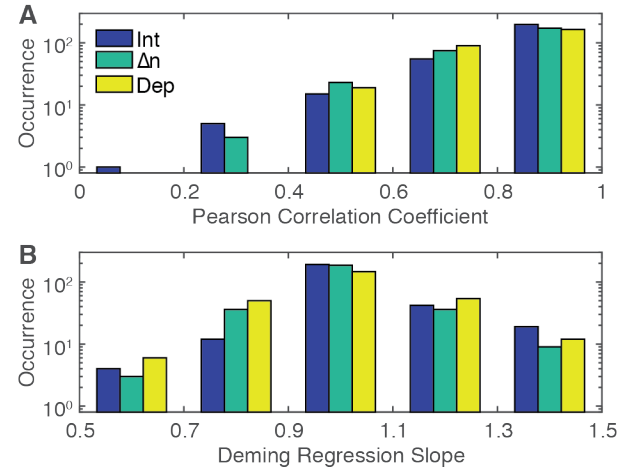 A
Occurrence
10²
10¹
10⁰
Int
Δn
Dep
0 0.2 0.4 0.6 0.8 1
Pearson Correlation Coefficient
B
Occurrence
10²
10¹
10⁰
0.5 0.7 0.9 1.1 1.3 1.5
Deming Regression Slope